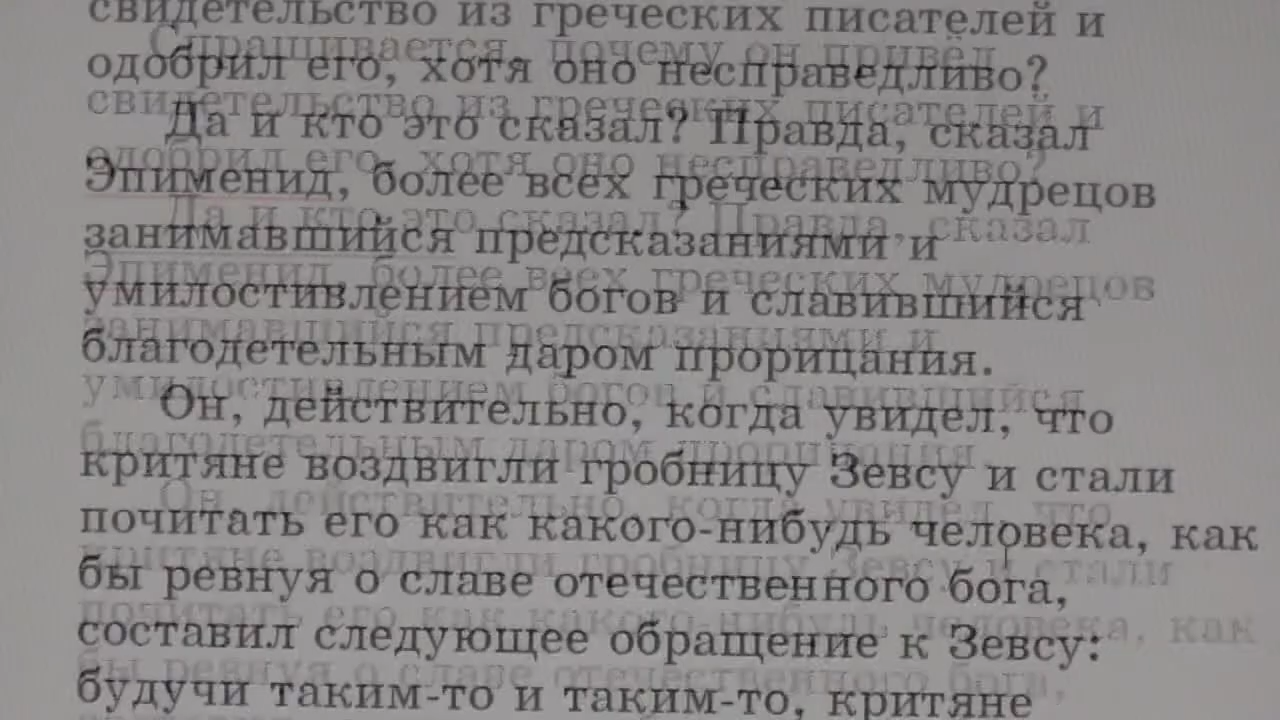 свидетельство из греческих писателей и
одобрил его, хотя оно несправедливо?
Да и кто это сказал? Правда, сказал
Эпименид, более всех греческих мудрецов
занимавшийся предсказаниями и
умилостивлением богов и славившийся
благодетельным даром прорицания.
Он, действительно, когда увидел, что
критяне воздвигли гробницу Зевсу и стали
почитать его как какого-нибудь человека, как
бы ревнуя о славе отечественного бога,
составил следующее обращение к Зевсу:
будучи таким-то и таким-то, критяне